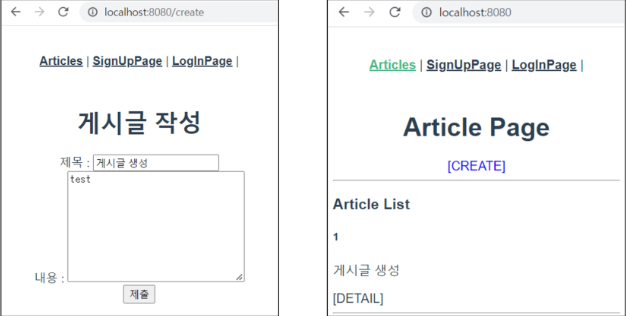 localhost:8080/create
Articles | SignUpPage | LogInPage |
게시글 작성
제목 : 게시글 생성
test
내용 :
제출
localhost:8080
Articles | SignUpPage | LogInPage |
Article Page
[CREATE]
Article List
1
게시글 생성
[DETAIL]